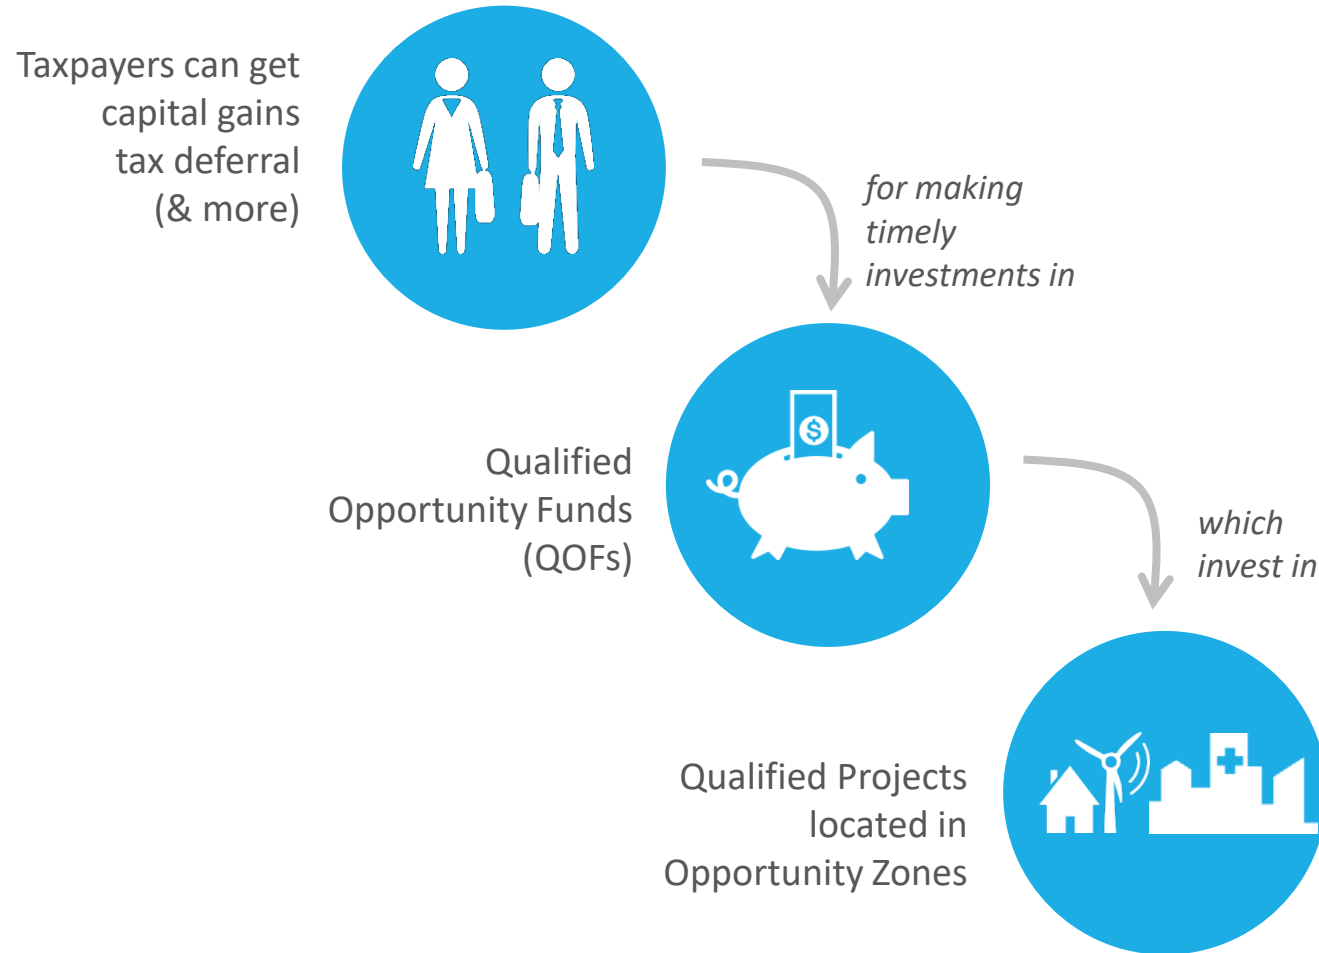 Taxpayers can get
capital gains
tax deferral
(& more)
for making
timely
investments in
Qualified
Opportunity Funds
(QOFs)
$
which
invest in
Qualified Projects
located in
Opportunity Zones